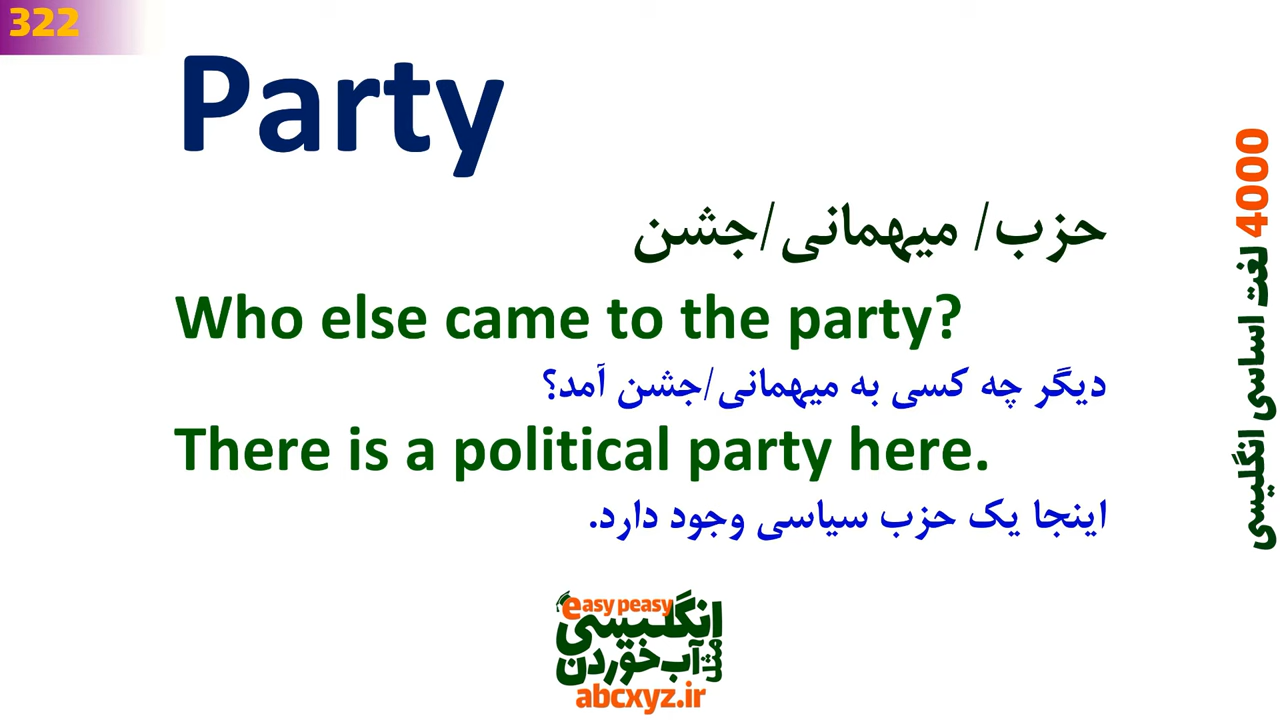 322
Party
حزب/ میهمانی/جشن
Who else came to the party?
دیگر چه کسی به میهمانی/جشن آمد؟
There is a political party here.
اینجا یک حزب سیاسی وجود دارد.
4000 لغت اساسی انگلیسی
easy peasy
انگلیسی
مثل آب خوردن
abcxyz.ir